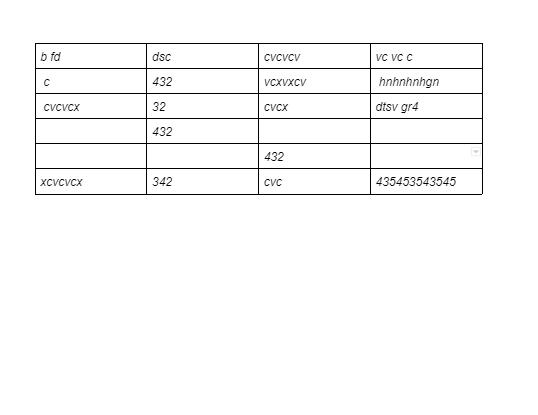 b fd dsc cvcvcv vc vc c
c 432 vcxvxcv hnhnhnhgn
cvcvcx 32 cvcx dtsv gr4
432
432
xcvcvcx 342 cvc 435453543545